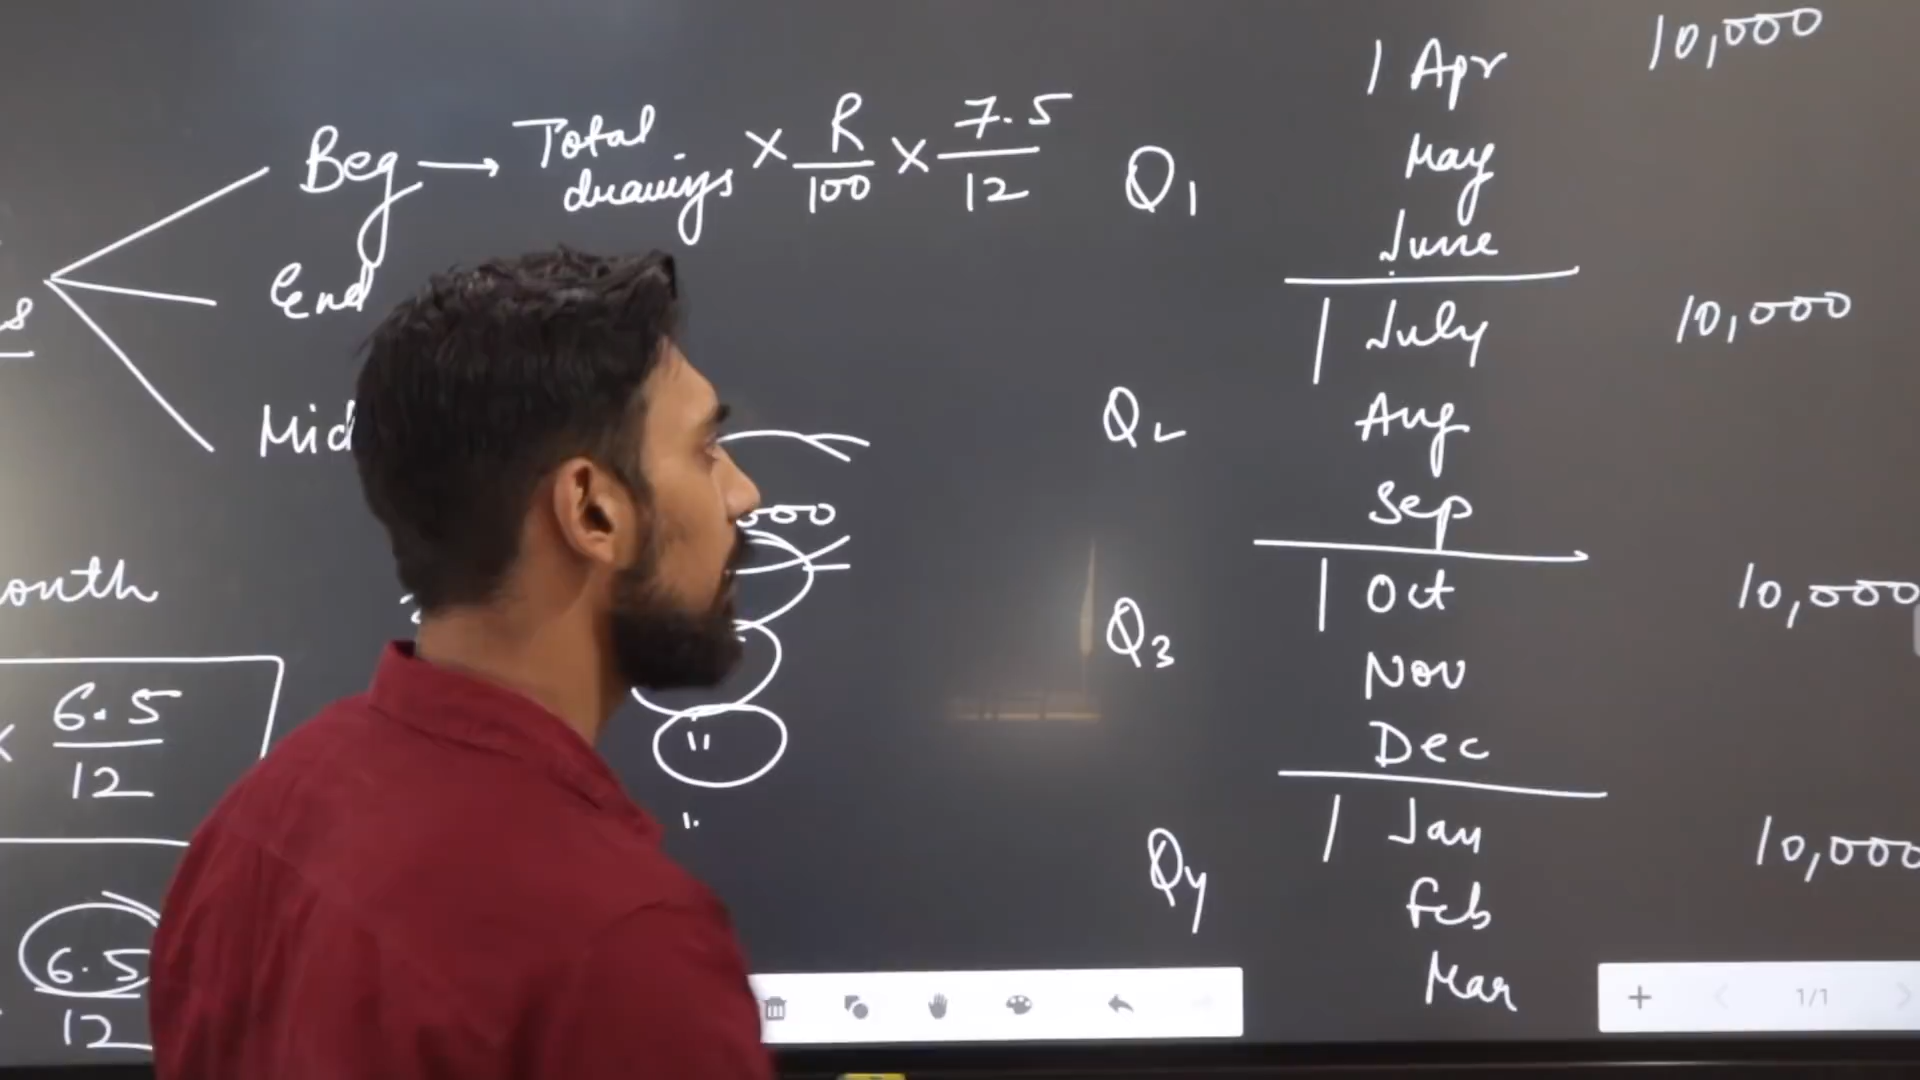 Beg → Total drawings × R/100 × 7.5/12
End
Mid
000
onth
× 6.5/12
6.5/12
"
Q1
1 Apr 10,000
May
June
Q2
1 July 10,000
Aug
Sep
Q3
1 Oct 10,000
Nov
Dec
Q4
1 Jan 10,000
Feb
Mar
1/1